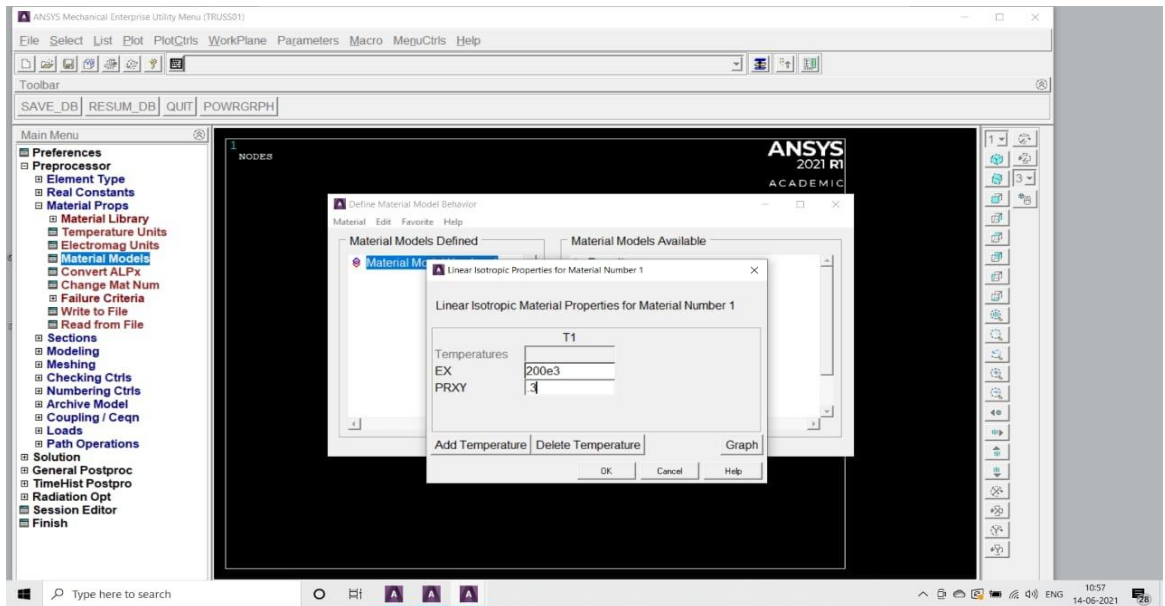 ANSYS Mechanical Enterprise Utility Menu (TRUSS01)
File Select List Plot PlotCtrls WorkPlane Parameters Macro MenuCtrls Help
Toolbar
SAVE_DB RESUM_DB QUIT POWRGRPH
Main Menu
Preferences
Preprocessor
Element Type
Real Constants
Material Props
Material Library
Temperature Units
Electromag Units
Material Models
Convert ALPx
Change Mat Num
Failure Criteria
Write to File
Read from File
Sections
Modeling
Meshing
Checking Ctrls
Numbering Ctrls
Archive Model
Coupling / Ceqn
Loads
Path Operations
Solution
General Postproc
TimeHist Postpro
Radiation Opt
Session Editor
Finish
1
NODES
ANSYS
2021 R1
ACADEMIC
Define Material Model Behavior
Material Edit Favorite Help
Material Models Defined
Material Models Available
Linear Isotropic Properties for Material Number 1
Linear Isotropic Material Properties for Material Number 1
T1
Temperatures
EX 200e3
PRXY .3
Add Temperature Delete Temperature Graph
OK Cancel Help
1
3
Type here to search
ENG
10:57
14-06-2021
28